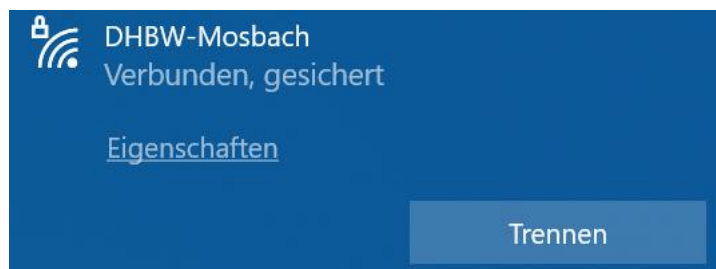 DHBW-Mosbach
Verbunden, gesichert
Eigenschaften
Trennen